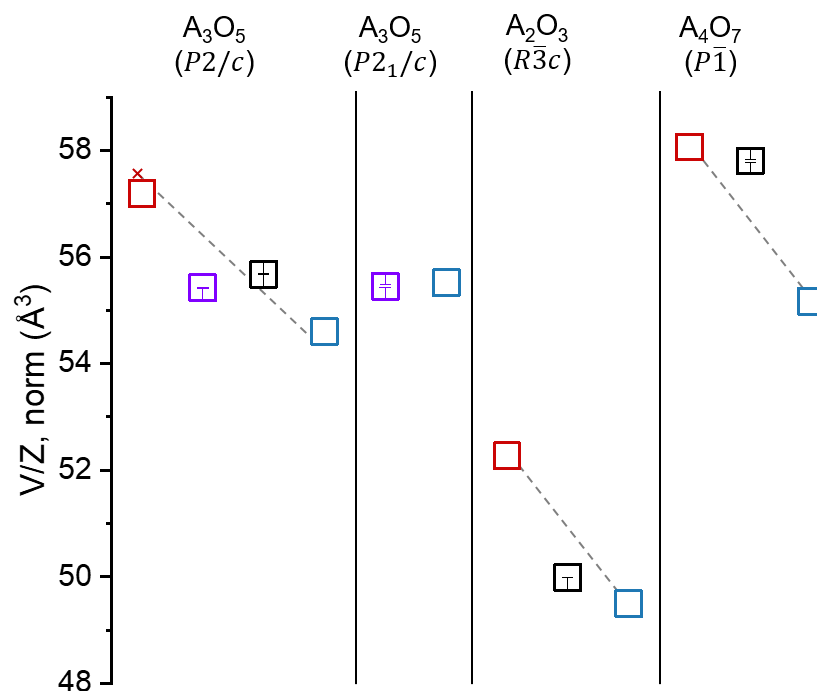 A₃O₅
(P2/c)
A₃O₅
(P2₁/c)
A₂O₃
(R3̅c)
A₄O₇
(P1̅)
V/Z, norm (Å³)
58
56
54
52
50
48